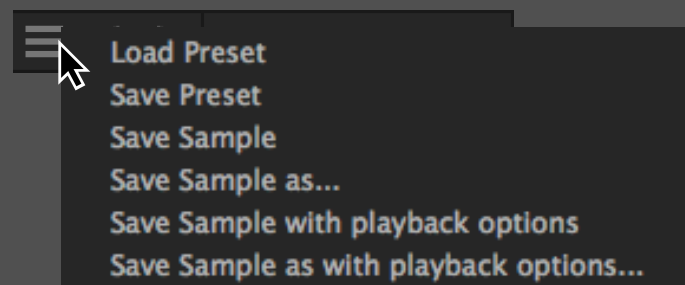 Load Preset
Save Preset
Save Sample
Save Sample as...
Save Sample with playback options
Save Sample as with playback options...